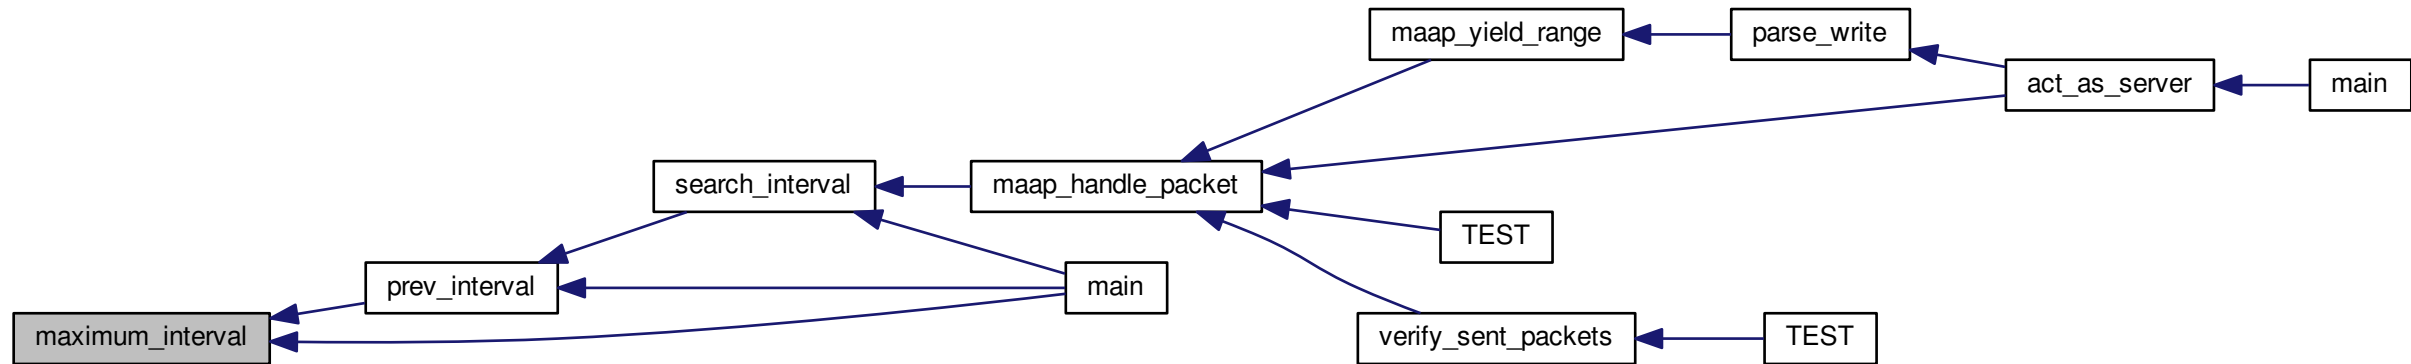 maap_yield_range
parse_write
act_as_server
main
search_interval
maap_handle_packet
TEST
prev_interval
main
maximum_interval
verify_sent_packets
TEST